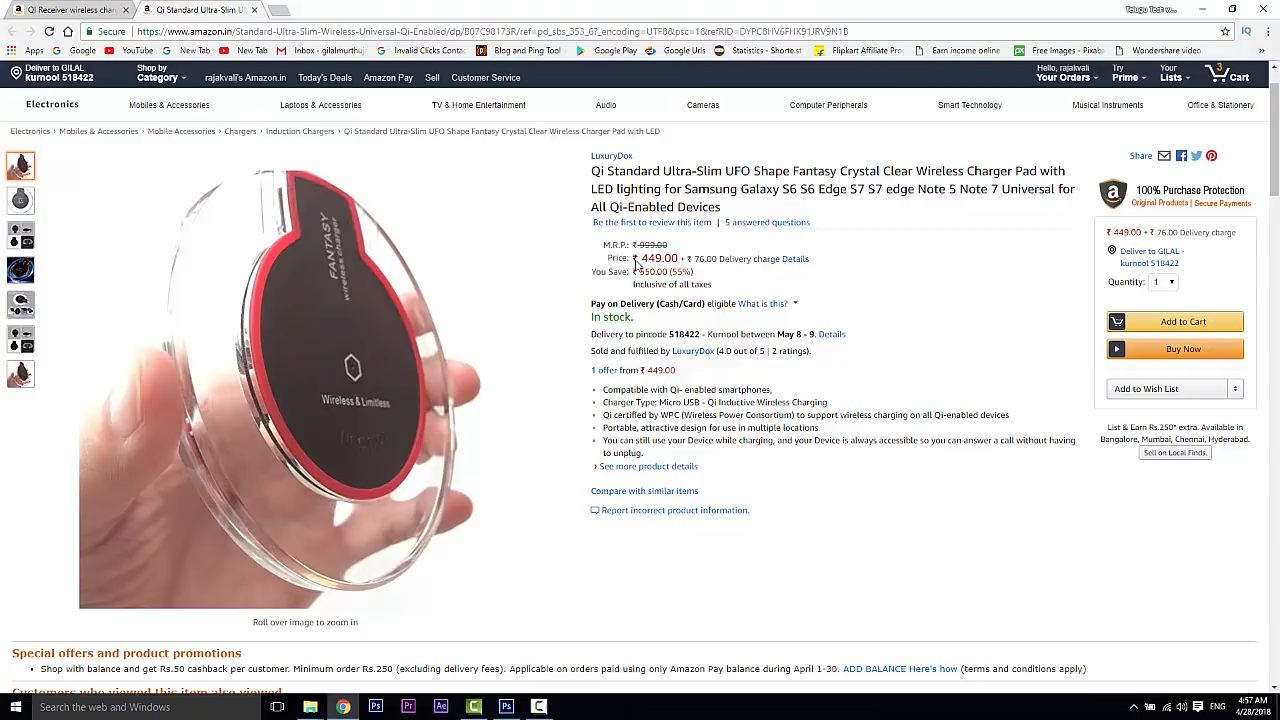 QI Receiver wireless char
Qi Standard Ultra-Slim U
Telugu Tech w...
Secure
https://www.amazon.in/Standard-Ultra-Slim-Wireless-Universal-Qi-Enabled/dp/B07C98173R/ref=pd_sbs_353_6?_encoding=UTF8&psc=1&refRID=DYPC8HV6FHK91JRV9N1B
Apps
Google
YouTube
New Tab
Inbox - gilalmurthuj
Invalid Clicks Contac
Blog and Ping Tool -
Google Play
Google Url
Statistics - Shorte.st
Flipkart Affiliate Pro
Earn income online
Free Images - Pixaba
Wondershare video
Deliver to GILAL
kurnool 518422
Shop by
Category
rajakvali's Amazon.in
Today's Deals
Amazon Pay
Sell
Customer Service
Hello, rajakvali
Your Orders
Try
Prime
Your
Lists
3
Cart
Electronics
Mobiles & Accessories
Laptops & Accessories
TV & Home Entertainment
Audio
Cameras
Computer Peripherals
Smart Technology
Musical Instruments
Office & Stationery
Electronics › Mobiles & Accessories › Mobile Accessories › Chargers › Induction Chargers › Qi Standard Ultra-Slim UFO Shape Fantasy Crystal Clear Wireless Charger Pad with LED
FANTASY
wireless charger
Wireless & Limitless
Roll over image to zoom in
LuxuryDox
Qi Standard Ultra-Slim UFO Shape Fantasy Crystal Clear Wireless Charger Pad with
LED lighting for Samsung Galaxy S6 S6 Edge S7 S7 edge Note 5 Note 7 Universal for
All Qi-Enabled Devices
Be the first to review this item | 5 answered questions
M.R.P.: ₹ 999.00
Price: ₹ 449.00 + ₹ 76.00 Delivery charge Details
You Save: ₹ 550.00 (55%)
Inclusive of all taxes
Pay on Delivery (Cash/Card) eligible What is this?
In stock.
Delivery to pincode 518422 - Kurnool between May 8 - 9. Details
Sold and fulfilled by LuxuryDox (4.0 out of 5 | 2 ratings).
1 offer from ₹ 449.00
Compatible with Qi- enabled smartphones,
Charger Type: Micro USB - Qi Inductive Wireless Charging
Qi certified by WPC (Wireless Power Consortium) to support wireless charging on all Qi-enabled devices
Portable, attractive design for use in multiple locations
You can still use your Device while charging, and your Device is always accessible so you can answer a call without having
to unplug.
› See more product details
Compare with similar items
Report incorrect product information.
Share
100% Purchase Protection
Original Products | Secure Payments
₹ 449.00 + ₹ 76.00 Delivery charge
Deliver to GILAL -
kurnool 518422
Quantity: 1
Add to Cart
Buy Now
Add to Wish List
List & Earn Rs.250* extra. Available in
Bangalore, Mumbai, Chennai, Hyderabad.
Sell on Local Finds.
Special offers and product promotions
Shop with balance and get Rs.50 cashback per customer. Minimum order Rs.250 (excluding delivery fees). Applicable on orders paid using only Amazon Pay balance during April 1-30. ADD BALANCE Here's how (terms and conditions apply)
Customers who viewed this item also viewed
Search the web and Windows
Ps
Pr
Ae
Ps
ENG
4:57 AM
4/28/2018